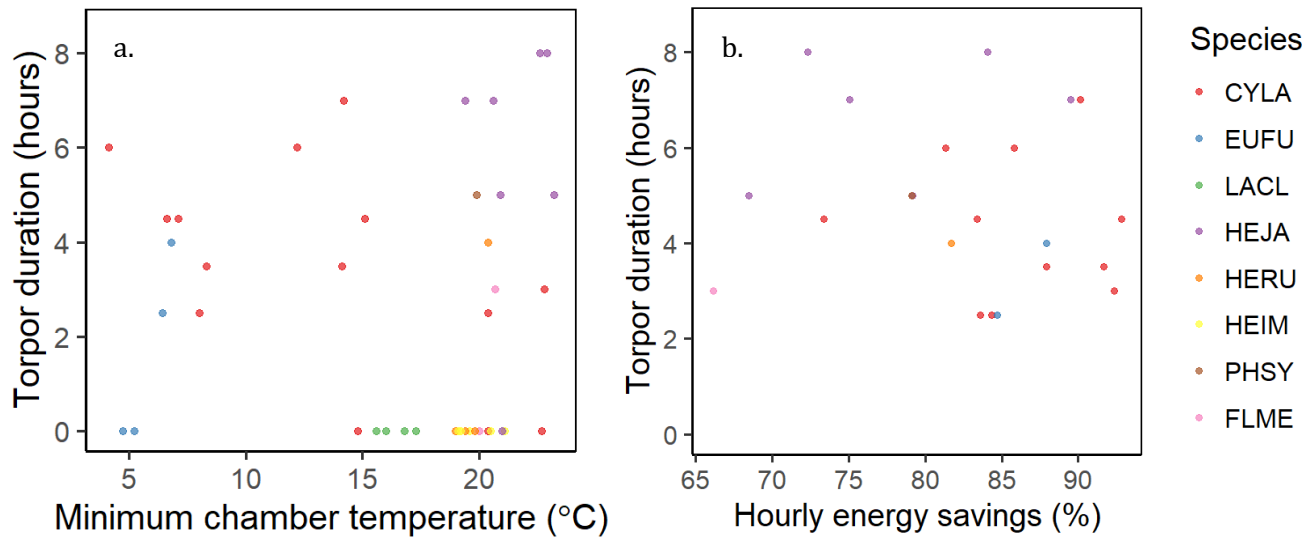 a.
Torpor duration (hours)
8
6
4
2
0
5 10 15 20
Minimum chamber temperature (°C)
b.
Torpor duration (hours)
8
6
4
2
0
65 70 75 80 85 90
Hourly energy savings (%)
Species
CYLA
EUFU
LACL
HEJA
HERU
HEIM
PHSY
FLME